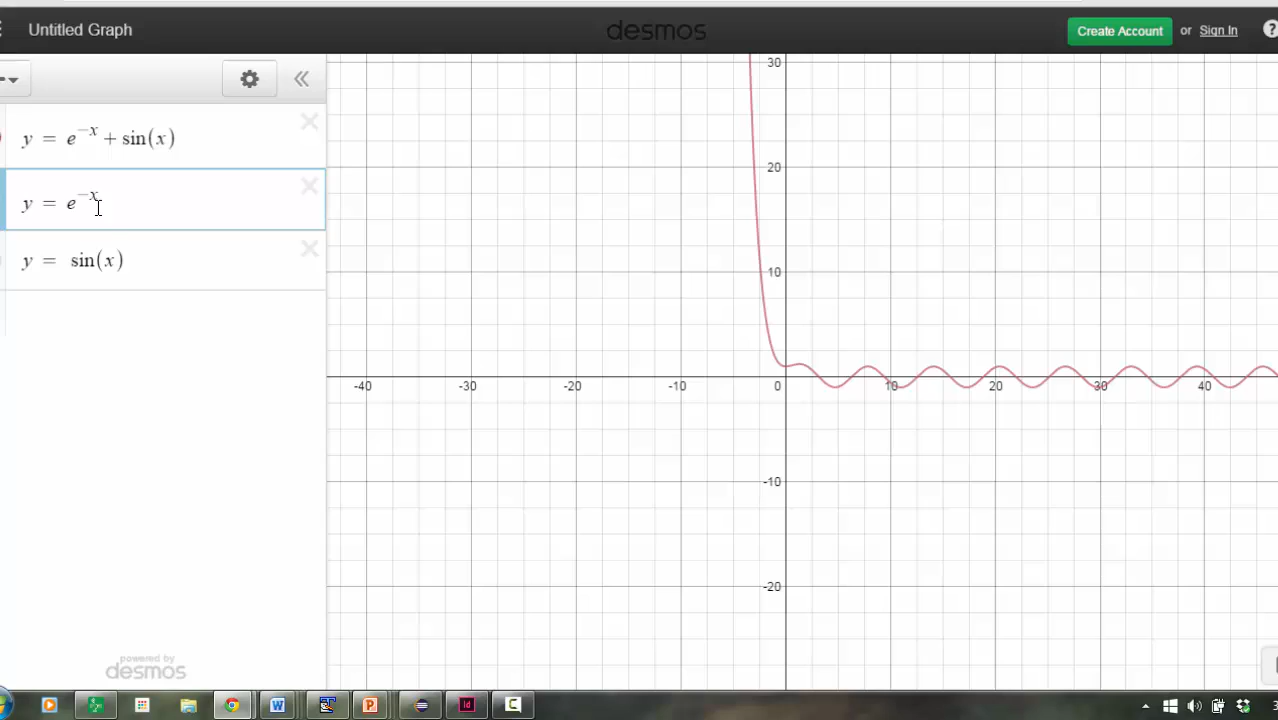 Untitled Graph
desmos
Create Account or Sign In ?
y = e^{-x} + sin(x)
y = e^{-x}
y = sin(x)
30
20
10
-40 -30 -20 -10 0 10 20 30 40
-10
-20
powered by
desmos
W P Id C